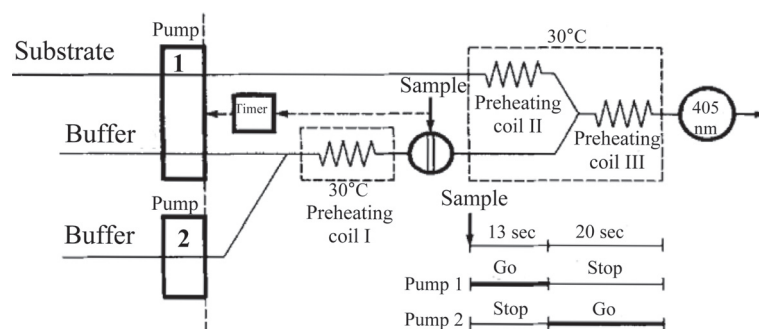 Pump
30°C
Substrate
1
Sample
Timer
Preheating
coil II
405
nm
Buffer
Preheating
coil III
30°C
Preheating
coil I
Pump
Sample
Buffer
2
13 sec
20 sec
Go
Stop
Pump 1
Stop
Go
Pump 2